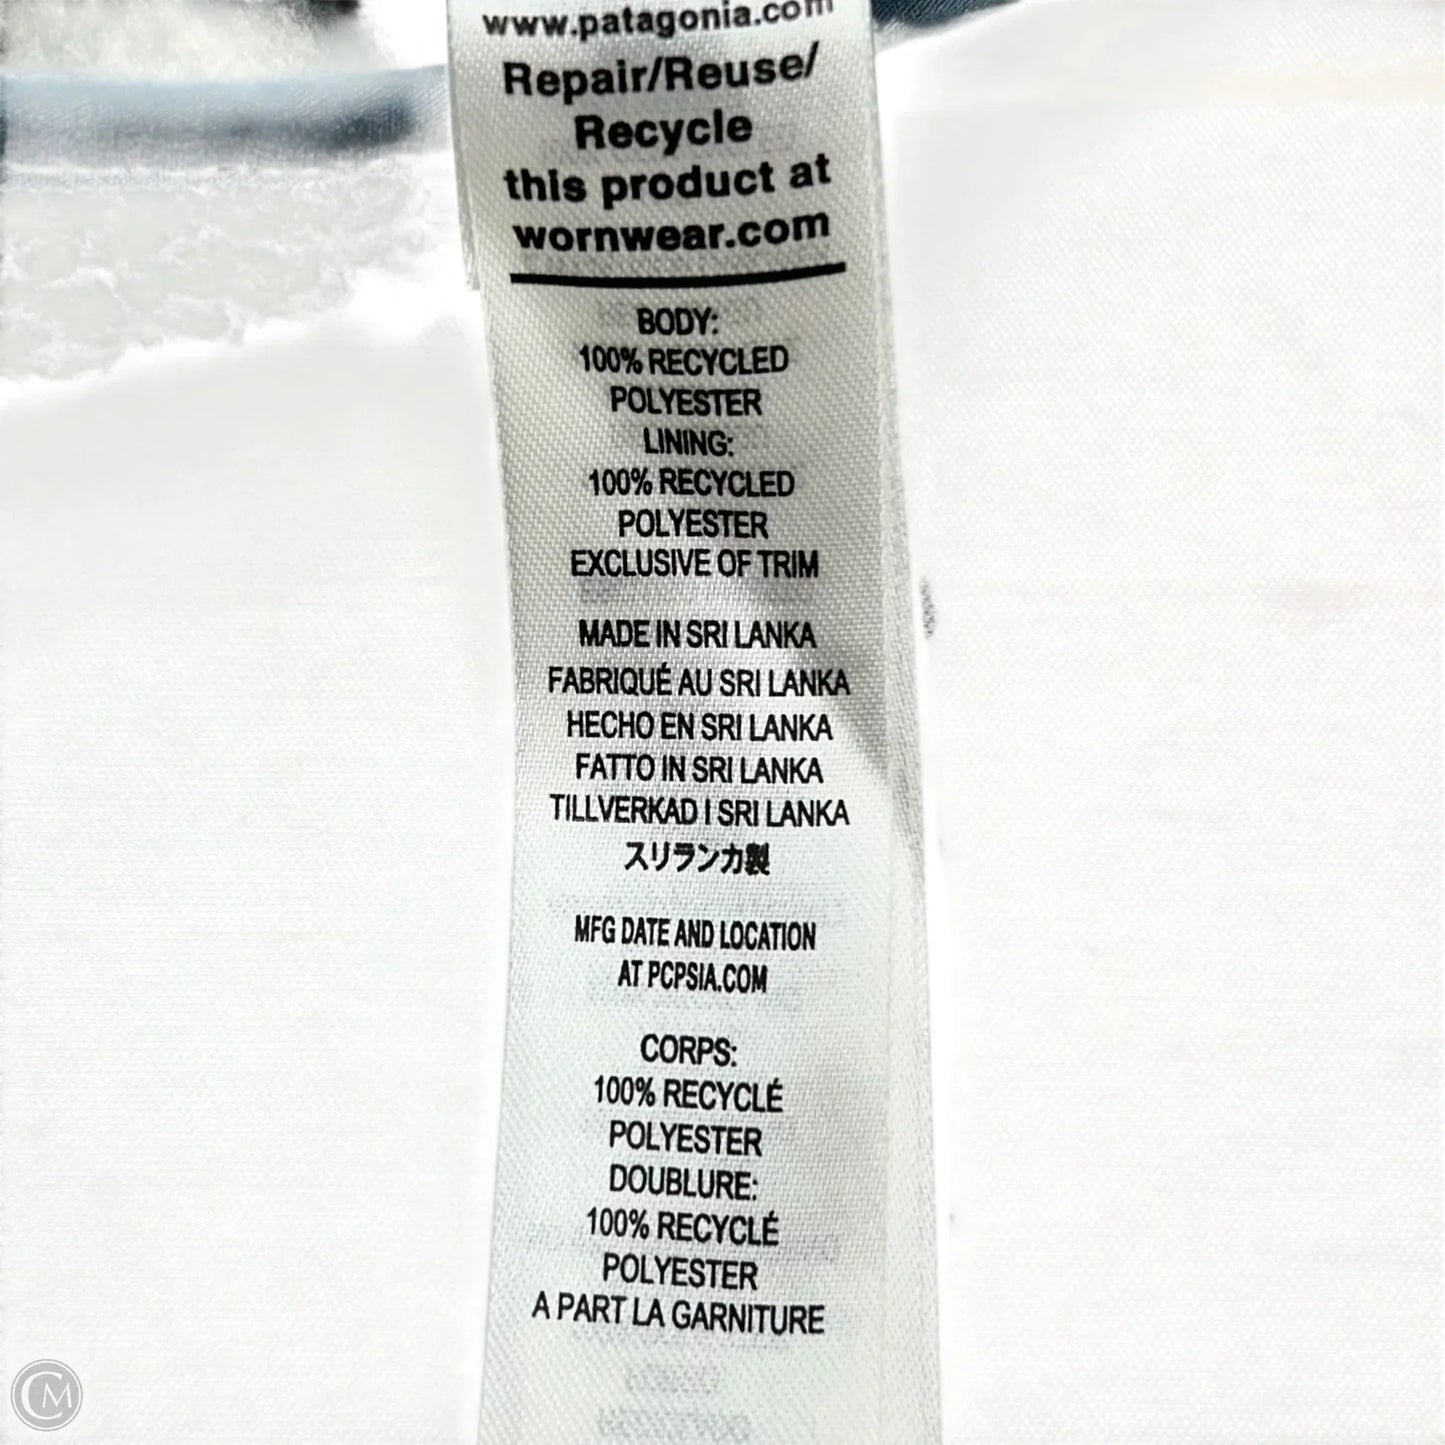 www.patagonia.com
Repair/Reuse/
Recycle
this product at
wornwear.com
BODY:
100% RECYCLED
POLYESTER
LINING:
100% RECYCLED
POLYESTER
EXCLUSIVE OF TRIM
MADE IN SRI LANKA
FABRIQUÉ AU SRI LANKA
HECHO EN SRI LANKA
FATTO IN SRI LANKA
TILLVERKAD I SRI LANKA
スリランカ製
MFG DATE AND LOCATION
AT PCPSIA.COM
CORPS:
100% RECYCLÉ
POLYESTER
DOUBLURE:
100% RECYCLÉ
POLYESTER
A PART LA GARNITURE
CM